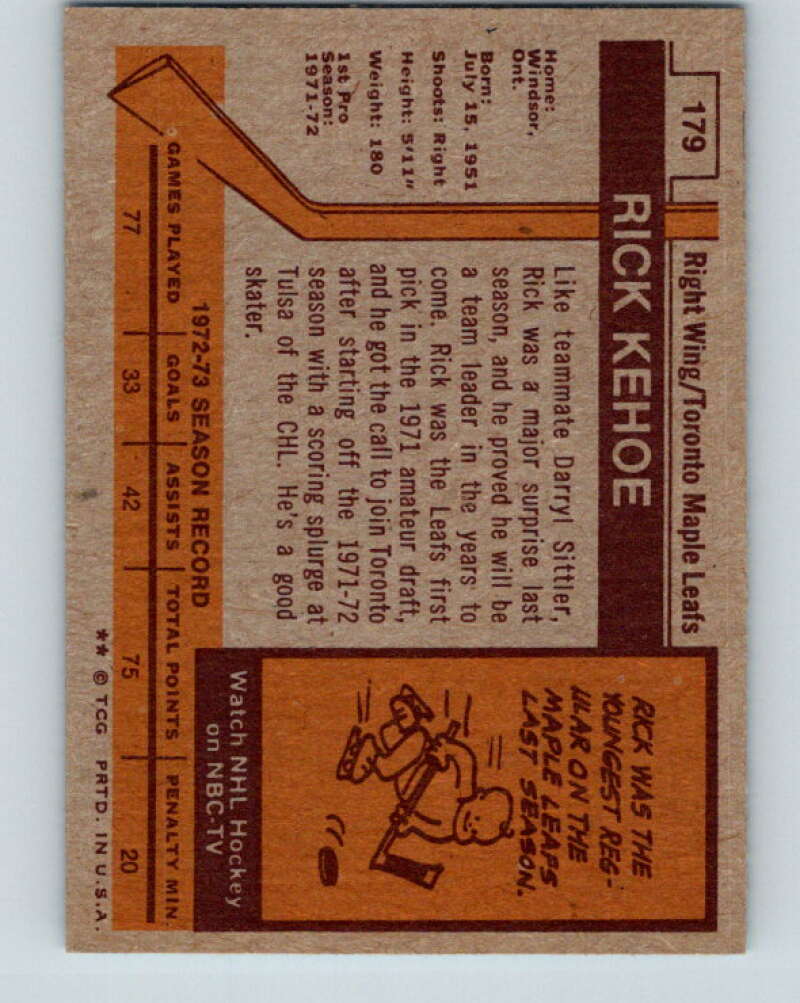 179
Right Wing/Toronto Maple Leafs
RICK KEHOE
Home:
Windsor,
Ont.
Born:
July 15, 1951
Shoots: Right
Height: 5'11"
Weight: 180
1st Pro
Season:
1971-72
Like teammate Darryl Sittler,
Rick was a major surprise last
season, and he proved he will be
a team leader in the years to
come. Rick was the Leafs first
pick in the 1971 amateur draft,
and he got the call to join Toronto
after starting off the 1971-72
season with a scoring splurge at
Tulsa of the CHL. He's a good
skater.
RICK WAS THE
YOUNGEST REG-
ULAR ON THE
MAPLE LEAFS
LAST SEASON.
Watch NHL Hockey
on NBC-TV
1972-73 SEASON RECORD
GAMES PLAYED GOALS ASSISTS TOTAL POINTS PENALTY MIN.
77 33 42 75 20
** © TCG PRTD. IN U.S.A.